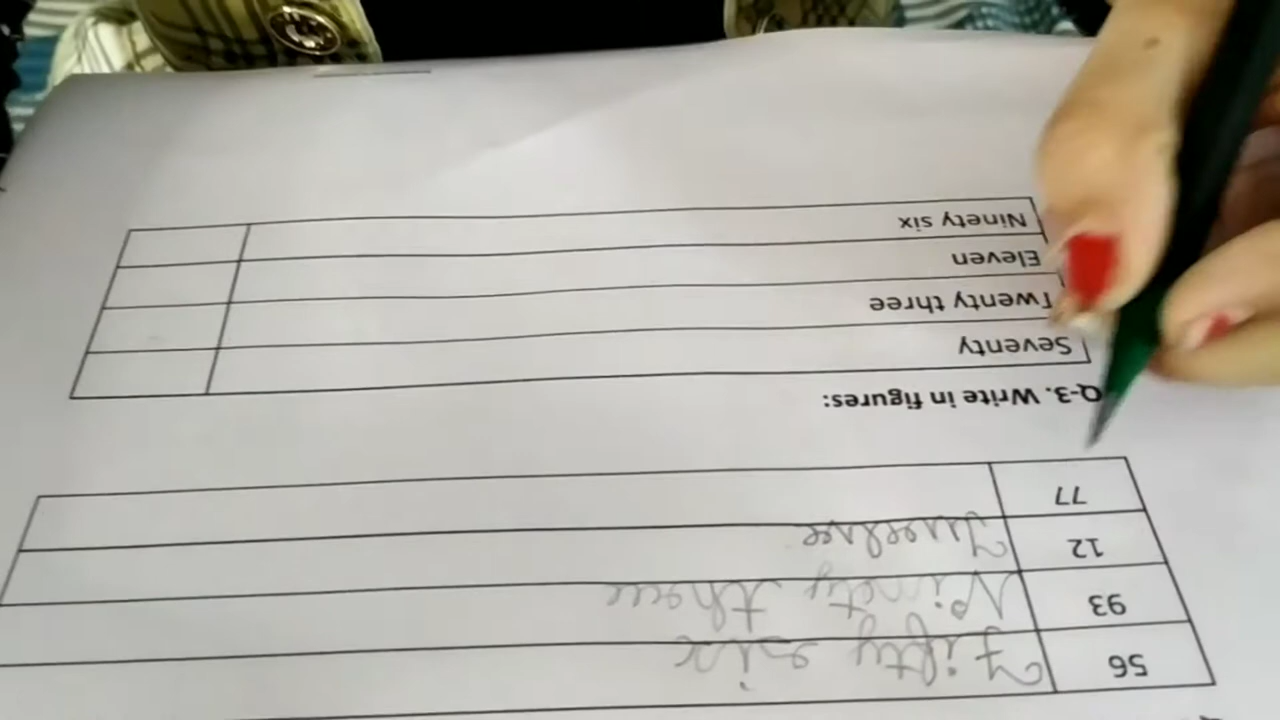 56 Fifty six
93 Ninety three
12 Twelve
77
Q-3. Write in figures:
Seventy
Twenty three
Eleven
Ninety six